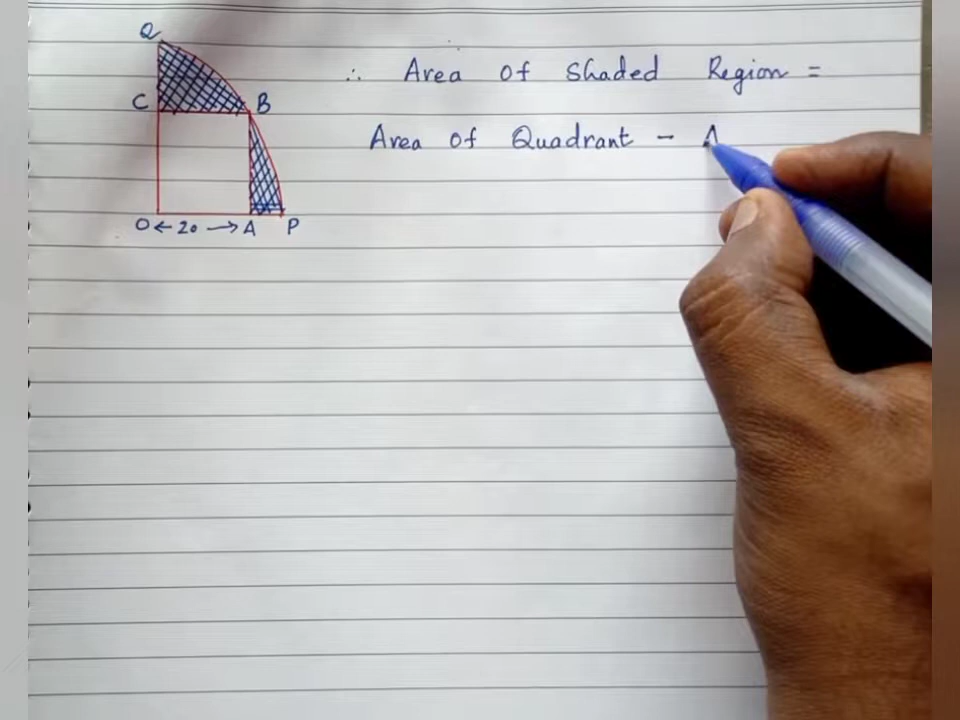 Q
∴ Area of Shaded Region =
C B
Area of Quadrant – A
O ← 20 → A P